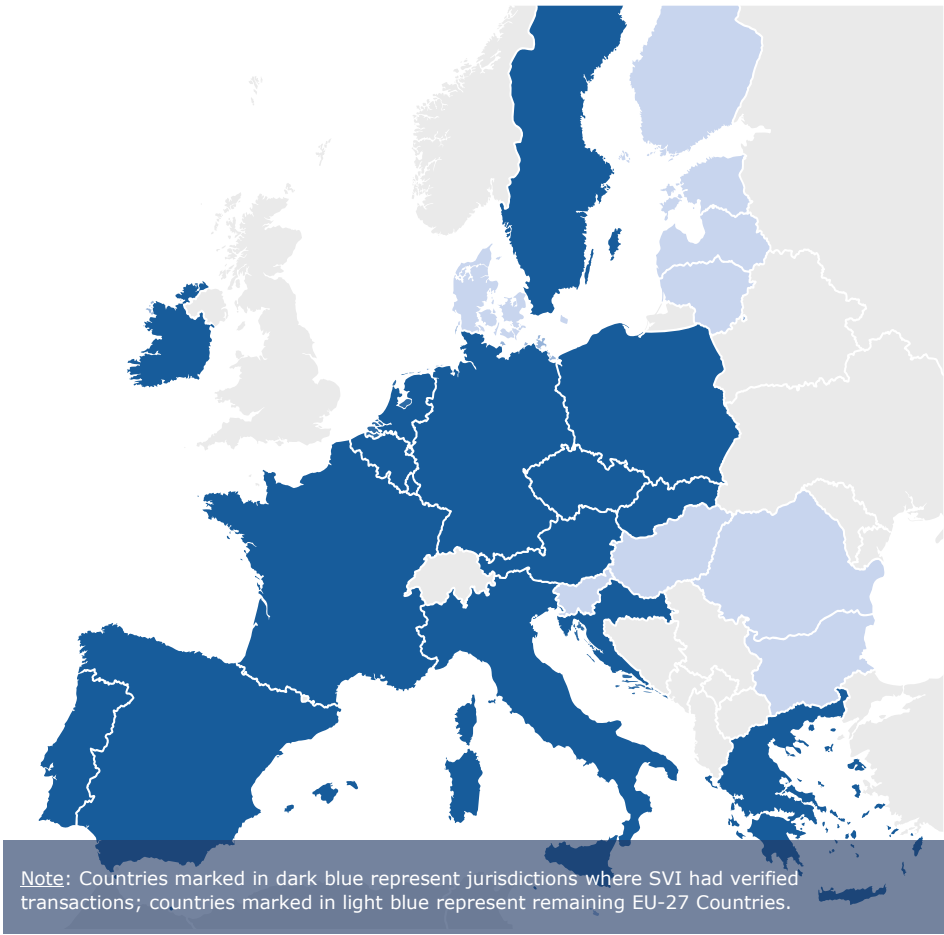 Note: Countries marked in dark blue represent jurisdictions where SVI had verified
transactions; countries marked in light blue represent remaining EU-27 Countries.